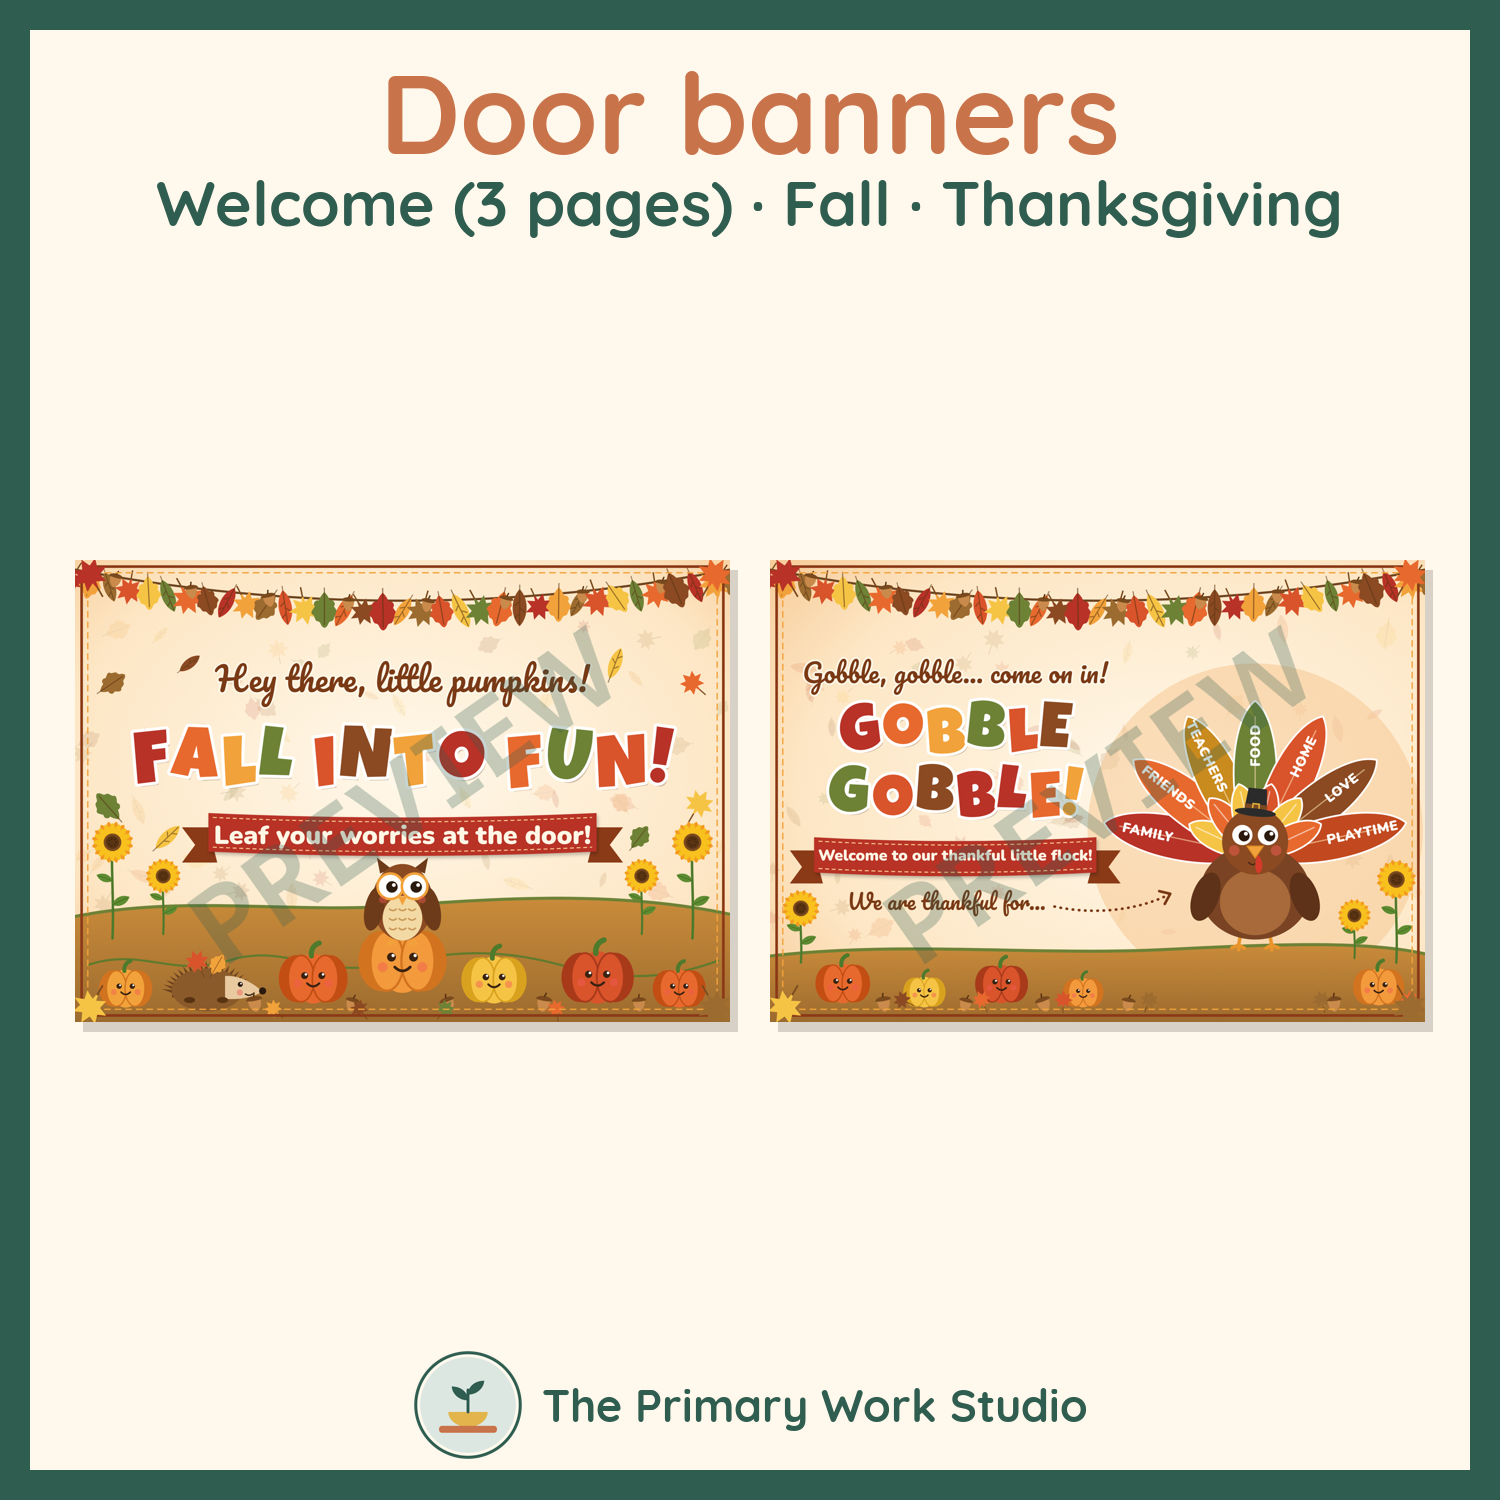 Door banners
Welcome (3 pages) · Fall · Thanksgiving
Hey there, little pumpkins!
FALL INTO FUN!
Leaf your worries at the door!
PREVIEW
Gobble, gobble... come on in!
GOBBLE
GOBBLE!
Welcome to our thankful little flock!
We are thankful for...
FAMILY
FRIENDS
TEACHERS
FOOD
HOME
LOVE
PLAYTIME
PREVIEW
The Primary Work Studio